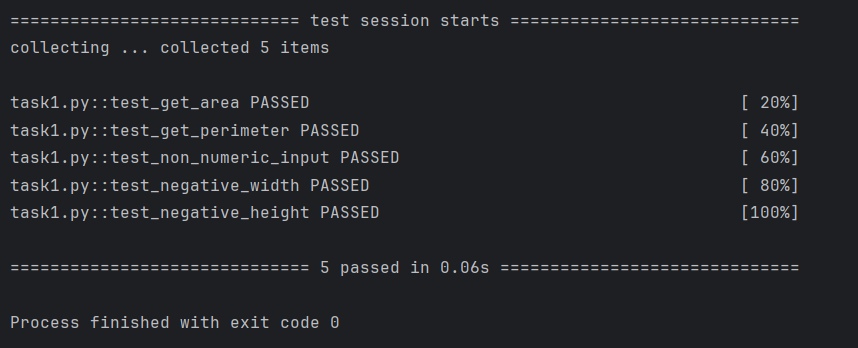 ============================= test session starts =============================
collecting ... collected 5 items
task1.py::test_get_area PASSED [ 20%]
task1.py::test_get_perimeter PASSED [ 40%]
task1.py::test_non_numeric_input PASSED [ 60%]
task1.py::test_negative_width PASSED [ 80%]
task1.py::test_negative_height PASSED [100%]
============================== 5 passed in 0.06s ==============================
Process finished with exit code 0